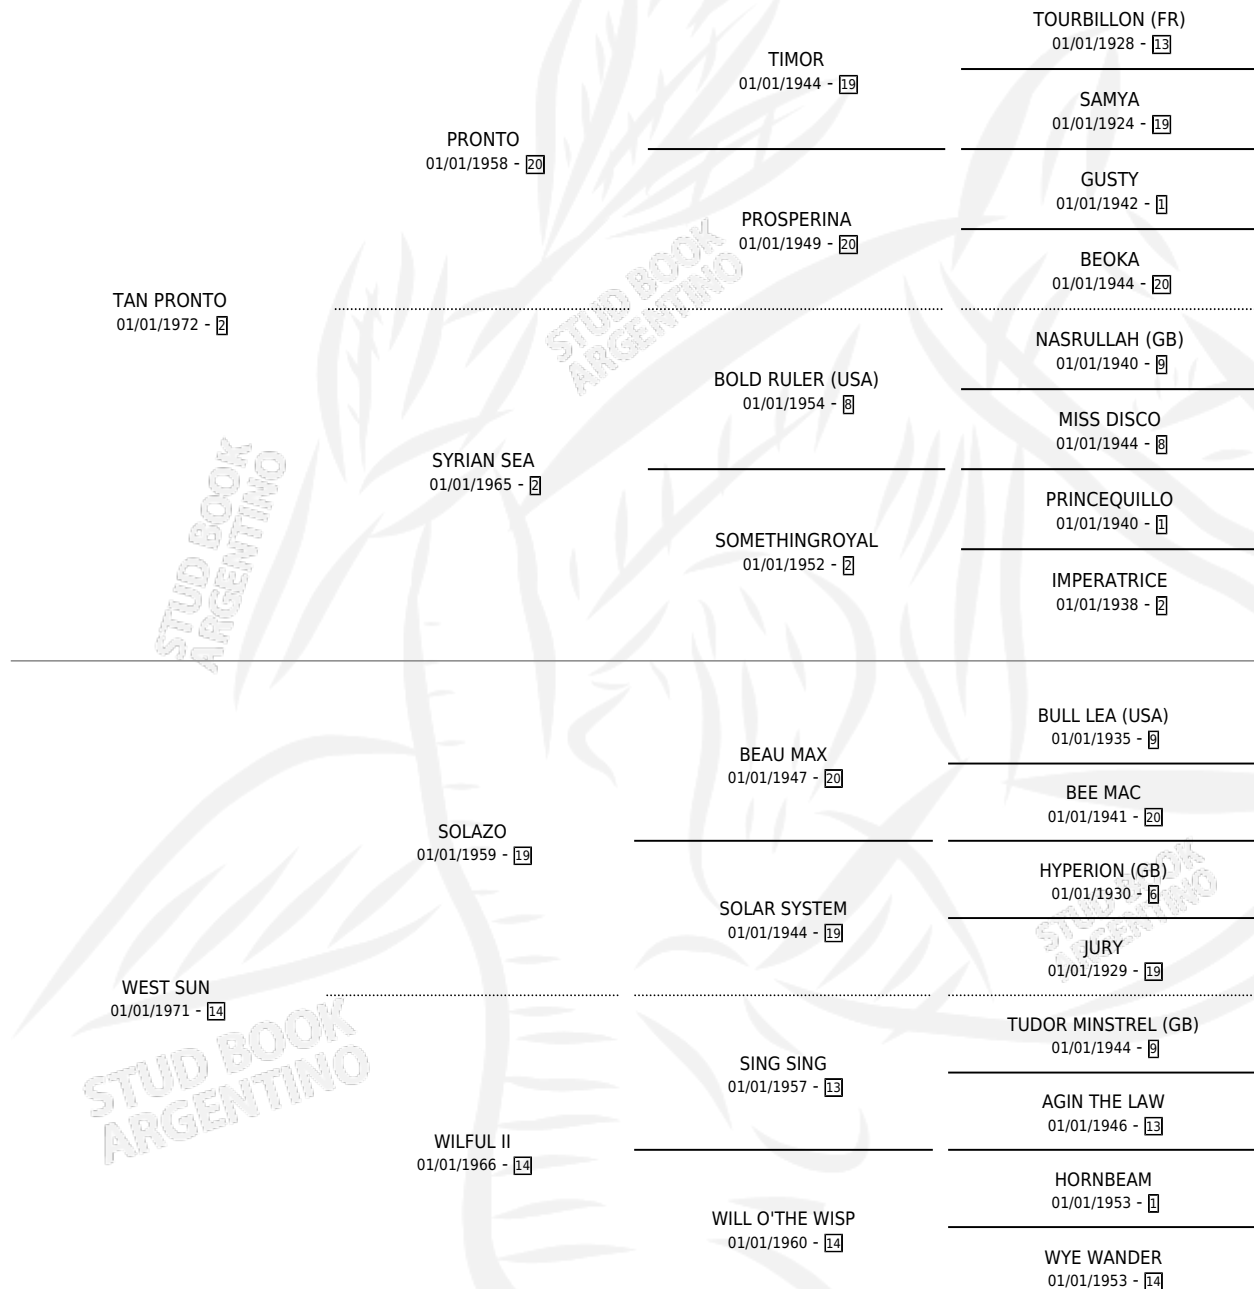 TOURBILLON (FR)
01/01/1928 - 13
TIMOR
01/01/1944 - 19
SAMYA
01/01/1924 - 19
PRONTO
01/01/1958 - 20
GUSTY
01/01/1942 - 1
PROSPERINA
01/01/1949 - 20
BEOKA
01/01/1944 - 20
TAN PRONTO
01/01/1972 - 2
STUD BOOK
ARGENTINO
NASRULLAH (GB)
01/01/1940 - 9
BOLD RULER (USA)
01/01/1954 - 8
MISS DISCO
01/01/1944 - 8
SYRIAN SEA
01/01/1965 - 2
PRINCEQUILLO
01/01/1940 - 1
SOMETHINGROYAL
01/01/1952 - 2
IMPERATRICE
01/01/1938 - 2
STUD BOOK
ARGENTINO
BULL LEA (USA)
01/01/1935 - 9
BEAU MAX
01/01/1947 - 20
BEE MAC
01/01/1941 - 20
SOLAZO
01/01/1959 - 19
HYPERION (GB)
01/01/1930 - 6
STUD BOOK
ARGENTINO
SOLAR SYSTEM
01/01/1944 - 19
JURY
01/01/1929 - 19
WEST SUN
01/01/1971 - 14
STUD BOOK
ARGENTINO
TUDOR MINSTREL (GB)
01/01/1944 - 9
SING SING
01/01/1957 - 13
AGIN THE LAW
01/01/1946 - 13
WILFUL II
01/01/1966 - 14
HORNBEAM
01/01/1953 - 1
WILL O'THE WISP
01/01/1960 - 14
WYE WANDER
01/01/1953 - 14